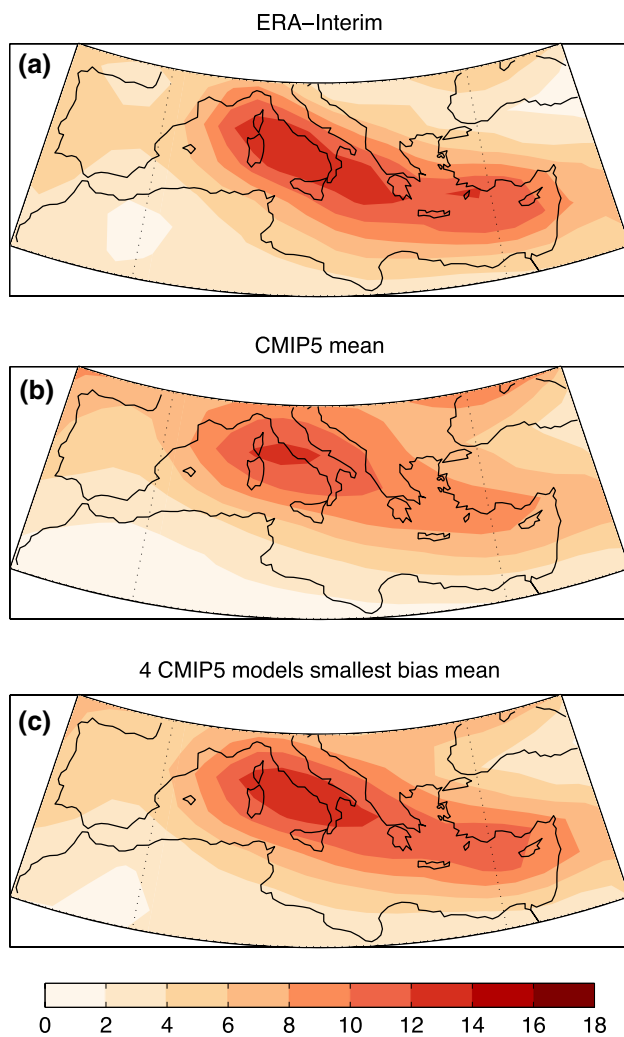 ERA–Interim
(a)
CMIP5 mean
(b)
4 CMIP5 models smallest bias mean
(c)
0 2 4 6 8 10 12 14 16 18